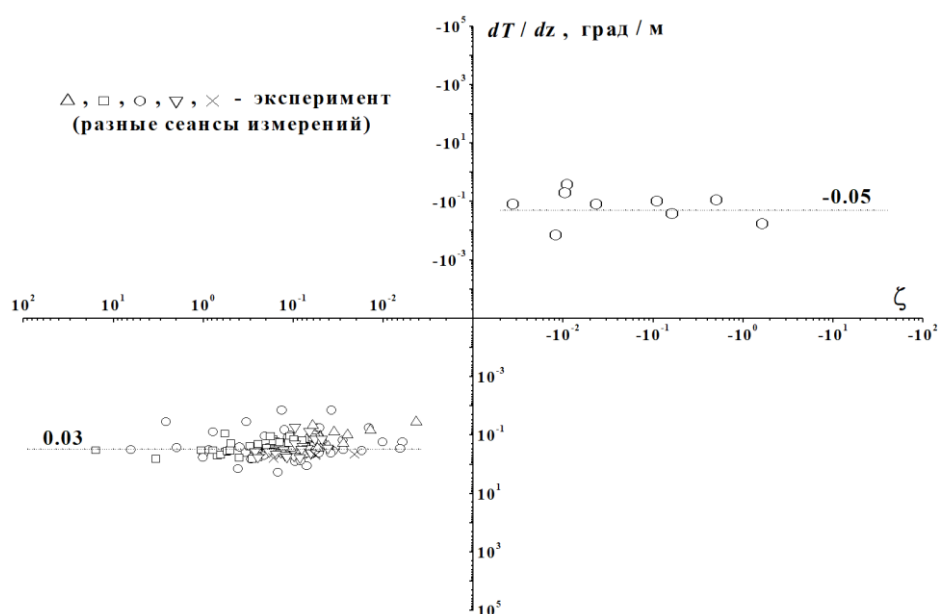 -10⁵
dT / dz , град / м
-10³
△ , □ , ○ , ▽ , × - эксперимент
(разные сеансы измерений)
-10¹
-0.05
-10⁻¹
-10⁻³
10² 10¹ 10⁰ 10⁻¹ 10⁻² ζ
-10⁻² -10⁻¹ -10⁰ -10¹ -10²
10⁻³
0.03 10⁻¹
10¹
10³
10⁵